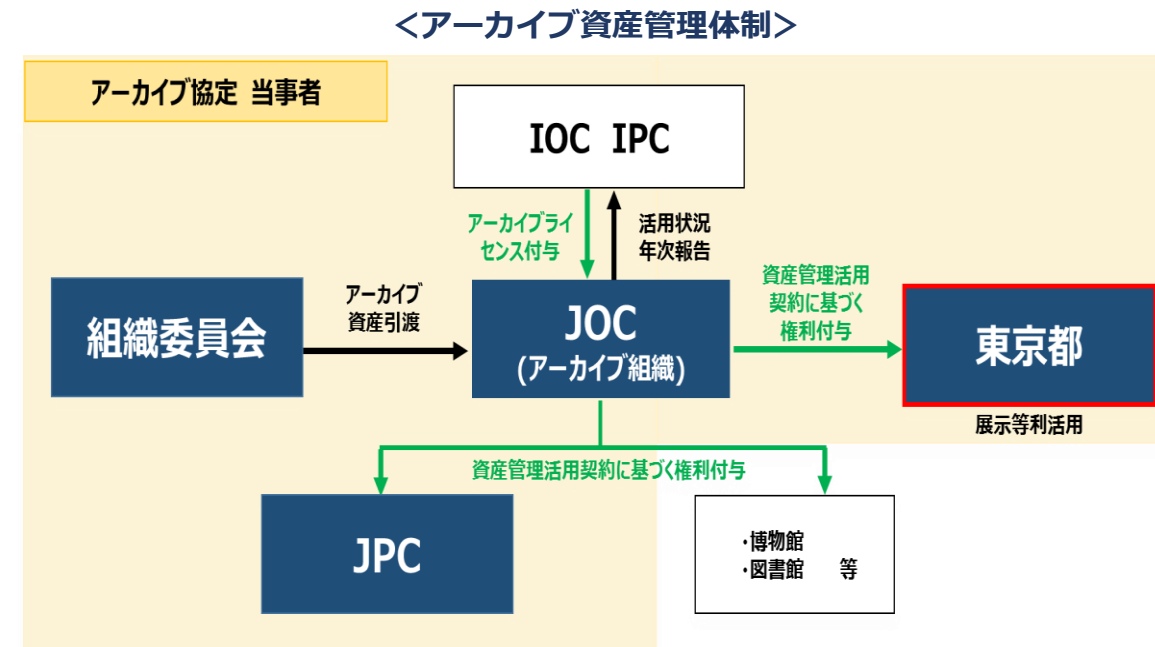 ＜アーカイブ資産管理体制＞
アーカイブ協定 当事者
IOC IPC
アーカイブライ
センス付与
活用状況
年次報告
組織委員会
アーカイブ
資産引渡
JOC
(アーカイブ組織)
資産管理活用
契約に基づく
権利付与
東京都
展示等利活用
資産管理活用契約に基づく権利付与
JPC
・博物館
・図書館　等